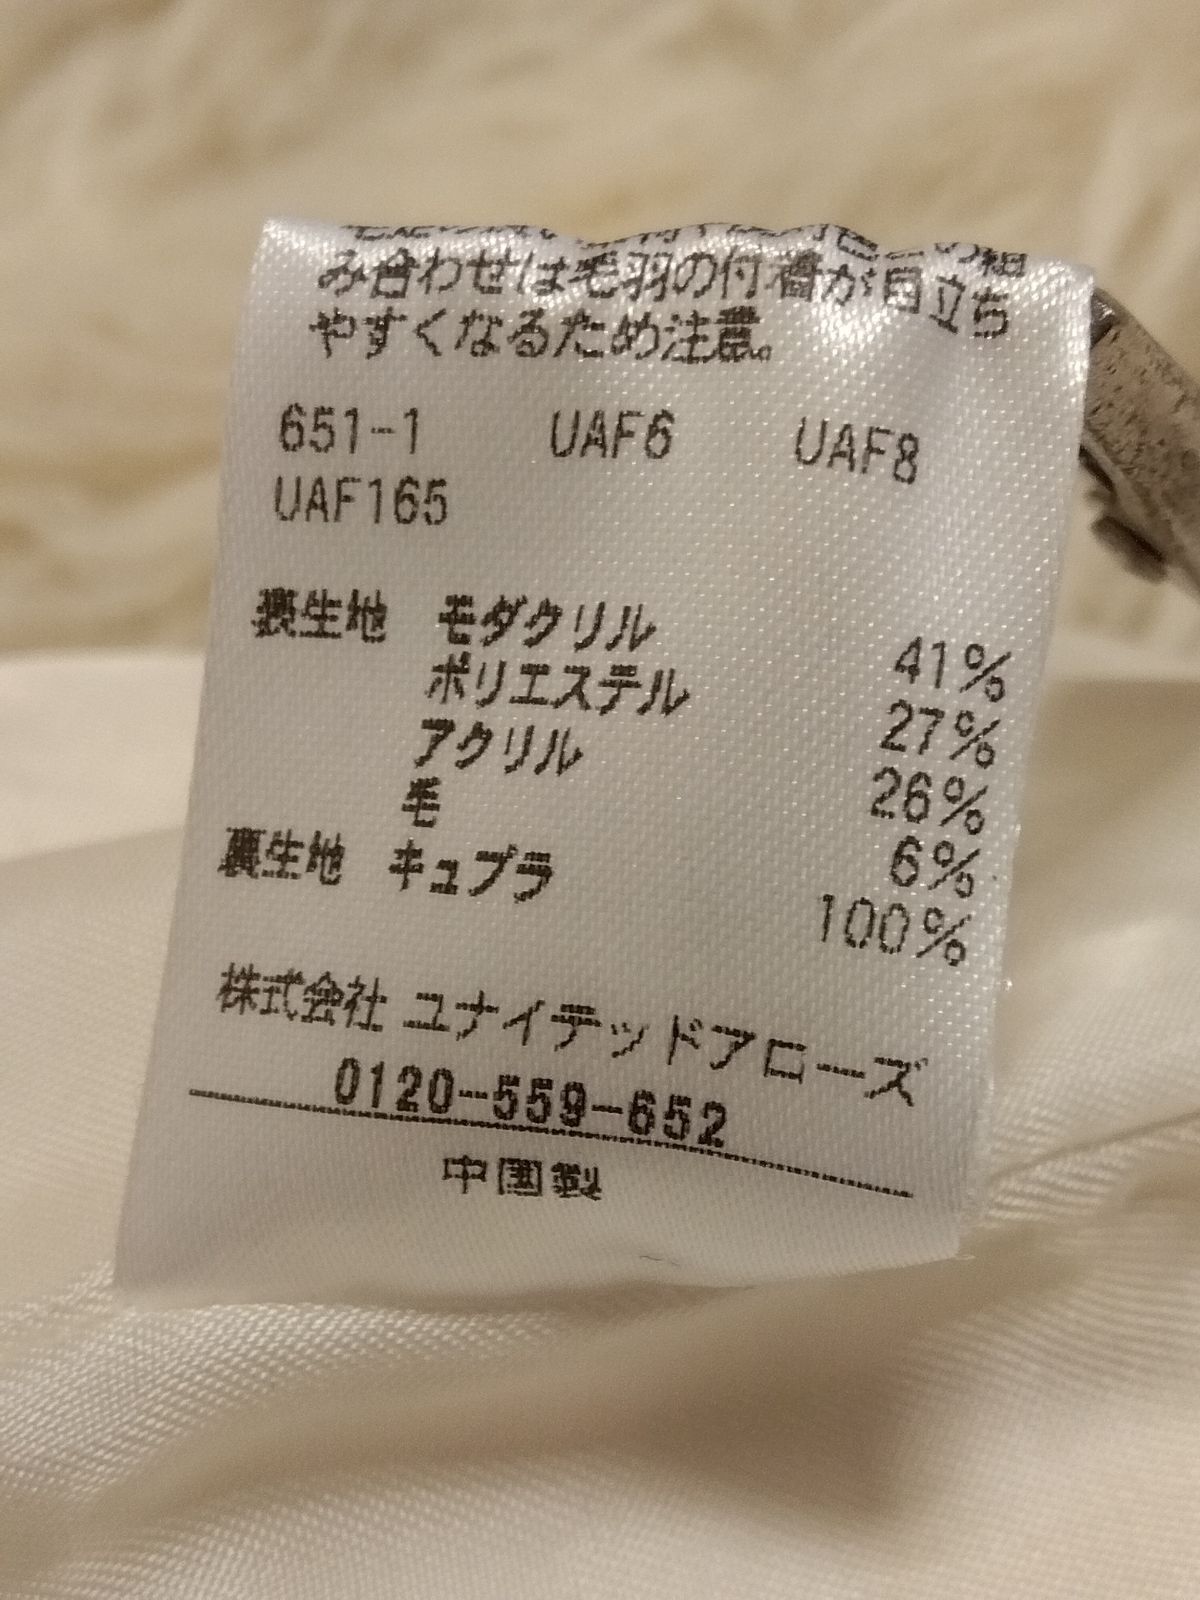 み合わせは毛羽の付着が目立ち
やすくなるため注意。
651-1 UAF6 UAF8
UAF165
表生地 モダクリル 41%
ポリエステル 27%
アクリル 26%
毛 6%
裏生地 キュプラ 100%
株式会社 ユナイテッドアローズ
0120-559-652
中国製